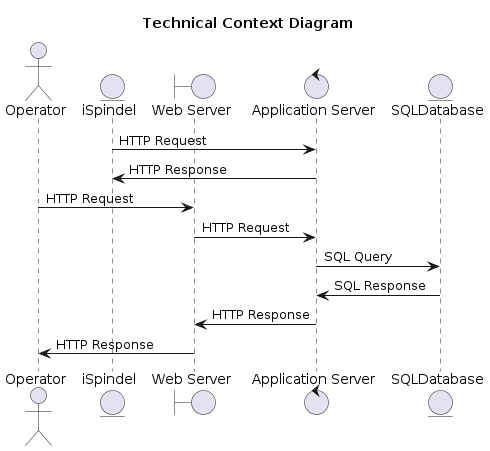 Technical Context Diagram
Operator iSpindel Web Server Application Server SQLDatabase
HTTP Request
HTTP Response
HTTP Request
HTTP Request
SQL Query
SQL Response
HTTP Response
HTTP Response
Operator iSpindel Web Server Application Server SQLDatabase